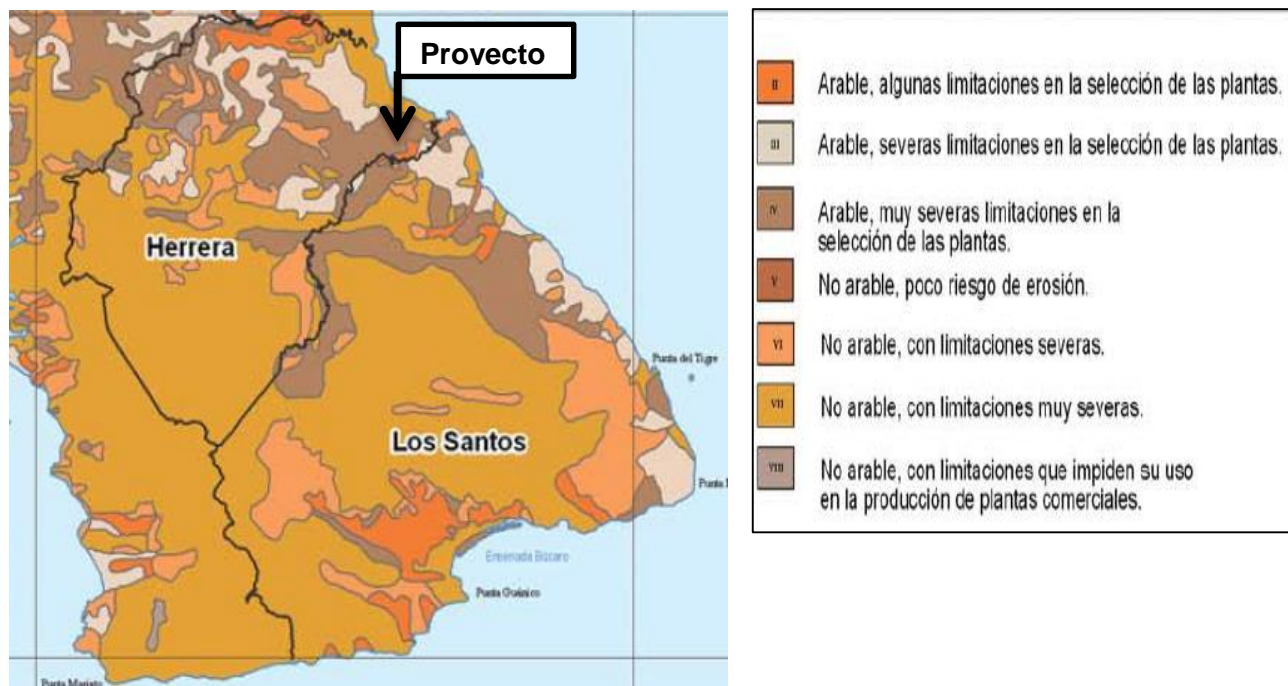 Provecto
Herrera
Los Santos
Punta del Tigre
Punta
Ensenada Búcaro
Punta Guánico
Punta Mariato
II
Arable, algunas limitaciones en la selección de las plantas.
III
Arable, severas limitaciones en la selección de las plantas.
IV
Arable, muy severas limitaciones en la
selección de las plantas.
V
No arable, poco riesgo de erosión.
VI
No arable, con limitaciones severas.
VII
No arable, con limitaciones muy severas.
VIII
No arable, con limitaciones que impiden su uso
en la producción de plantas comerciales.